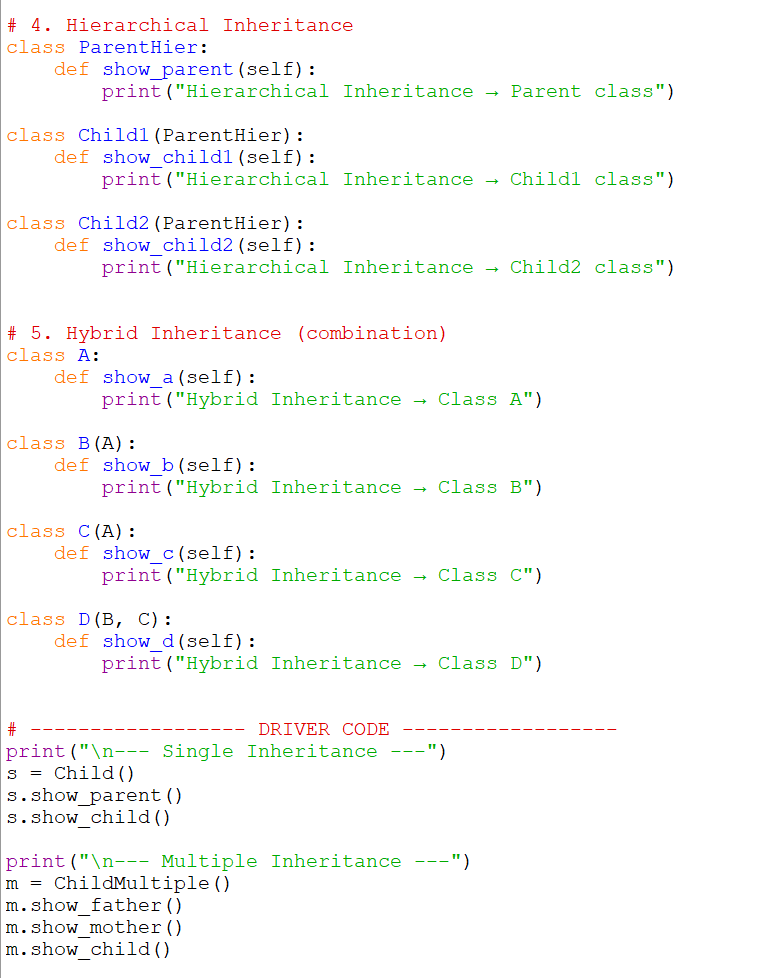 # 4. Hierarchical Inheritance
class ParentHier:
    def show_parent(self):
        print("Hierarchical Inheritance → Parent class")

class Child1(ParentHier):
    def show_child1(self):
        print("Hierarchical Inheritance → Child1 class")

class Child2(ParentHier):
    def show_child2(self):
        print("Hierarchical Inheritance → Child2 class")


# 5. Hybrid Inheritance (combination)
class A:
    def show_a(self):
        print("Hybrid Inheritance → Class A")

class B(A):
    def show_b(self):
        print("Hybrid Inheritance → Class B")

class C(A):
    def show_c(self):
        print("Hybrid Inheritance → Class C")

class D(B, C):
    def show_d(self):
        print("Hybrid Inheritance → Class D")


# ------------------ DRIVER CODE ------------------
print("\n--- Single Inheritance ---")
s = Child()
s.show_parent()
s.show_child()

print("\n--- Multiple Inheritance ---")
m = ChildMultiple()
m.show_father()
m.show_mother()
m.show_child()